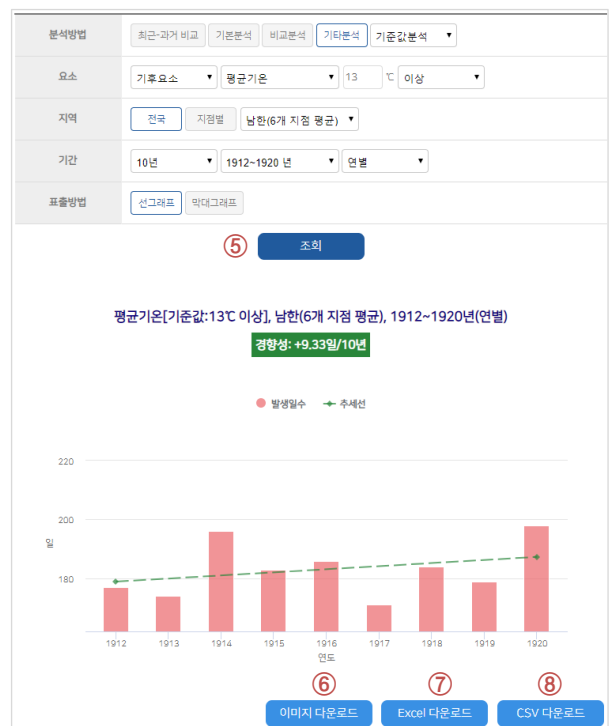 분석방법 최근-과거 비교 기본분석 비교분석 기타분석 기준값분석 ▼
요소 기후요소 ▼ 평균기온 ▼ 13 ℃ 이상 ▼
지역 전국 지점별 남한(6개 지점 평균) ▼
기간 10년 ▼ 1912~1920 년 ▼ 연별 ▼
표출방법 선그래프 막대그래프
⑤ 조회
평균기온[기준값:13℃ 이상], 남한(6개 지점 평균), 1912~1920년(연별)
경향성: +9.33일/10년
발생일수 추세선
220
200
일
180
1912 1913 1914 1915 1916 1917 1918 1919 1920
연도
⑥ ⑦ ⑧
이미지 다운로드 Excel 다운로드 CSV 다운로드